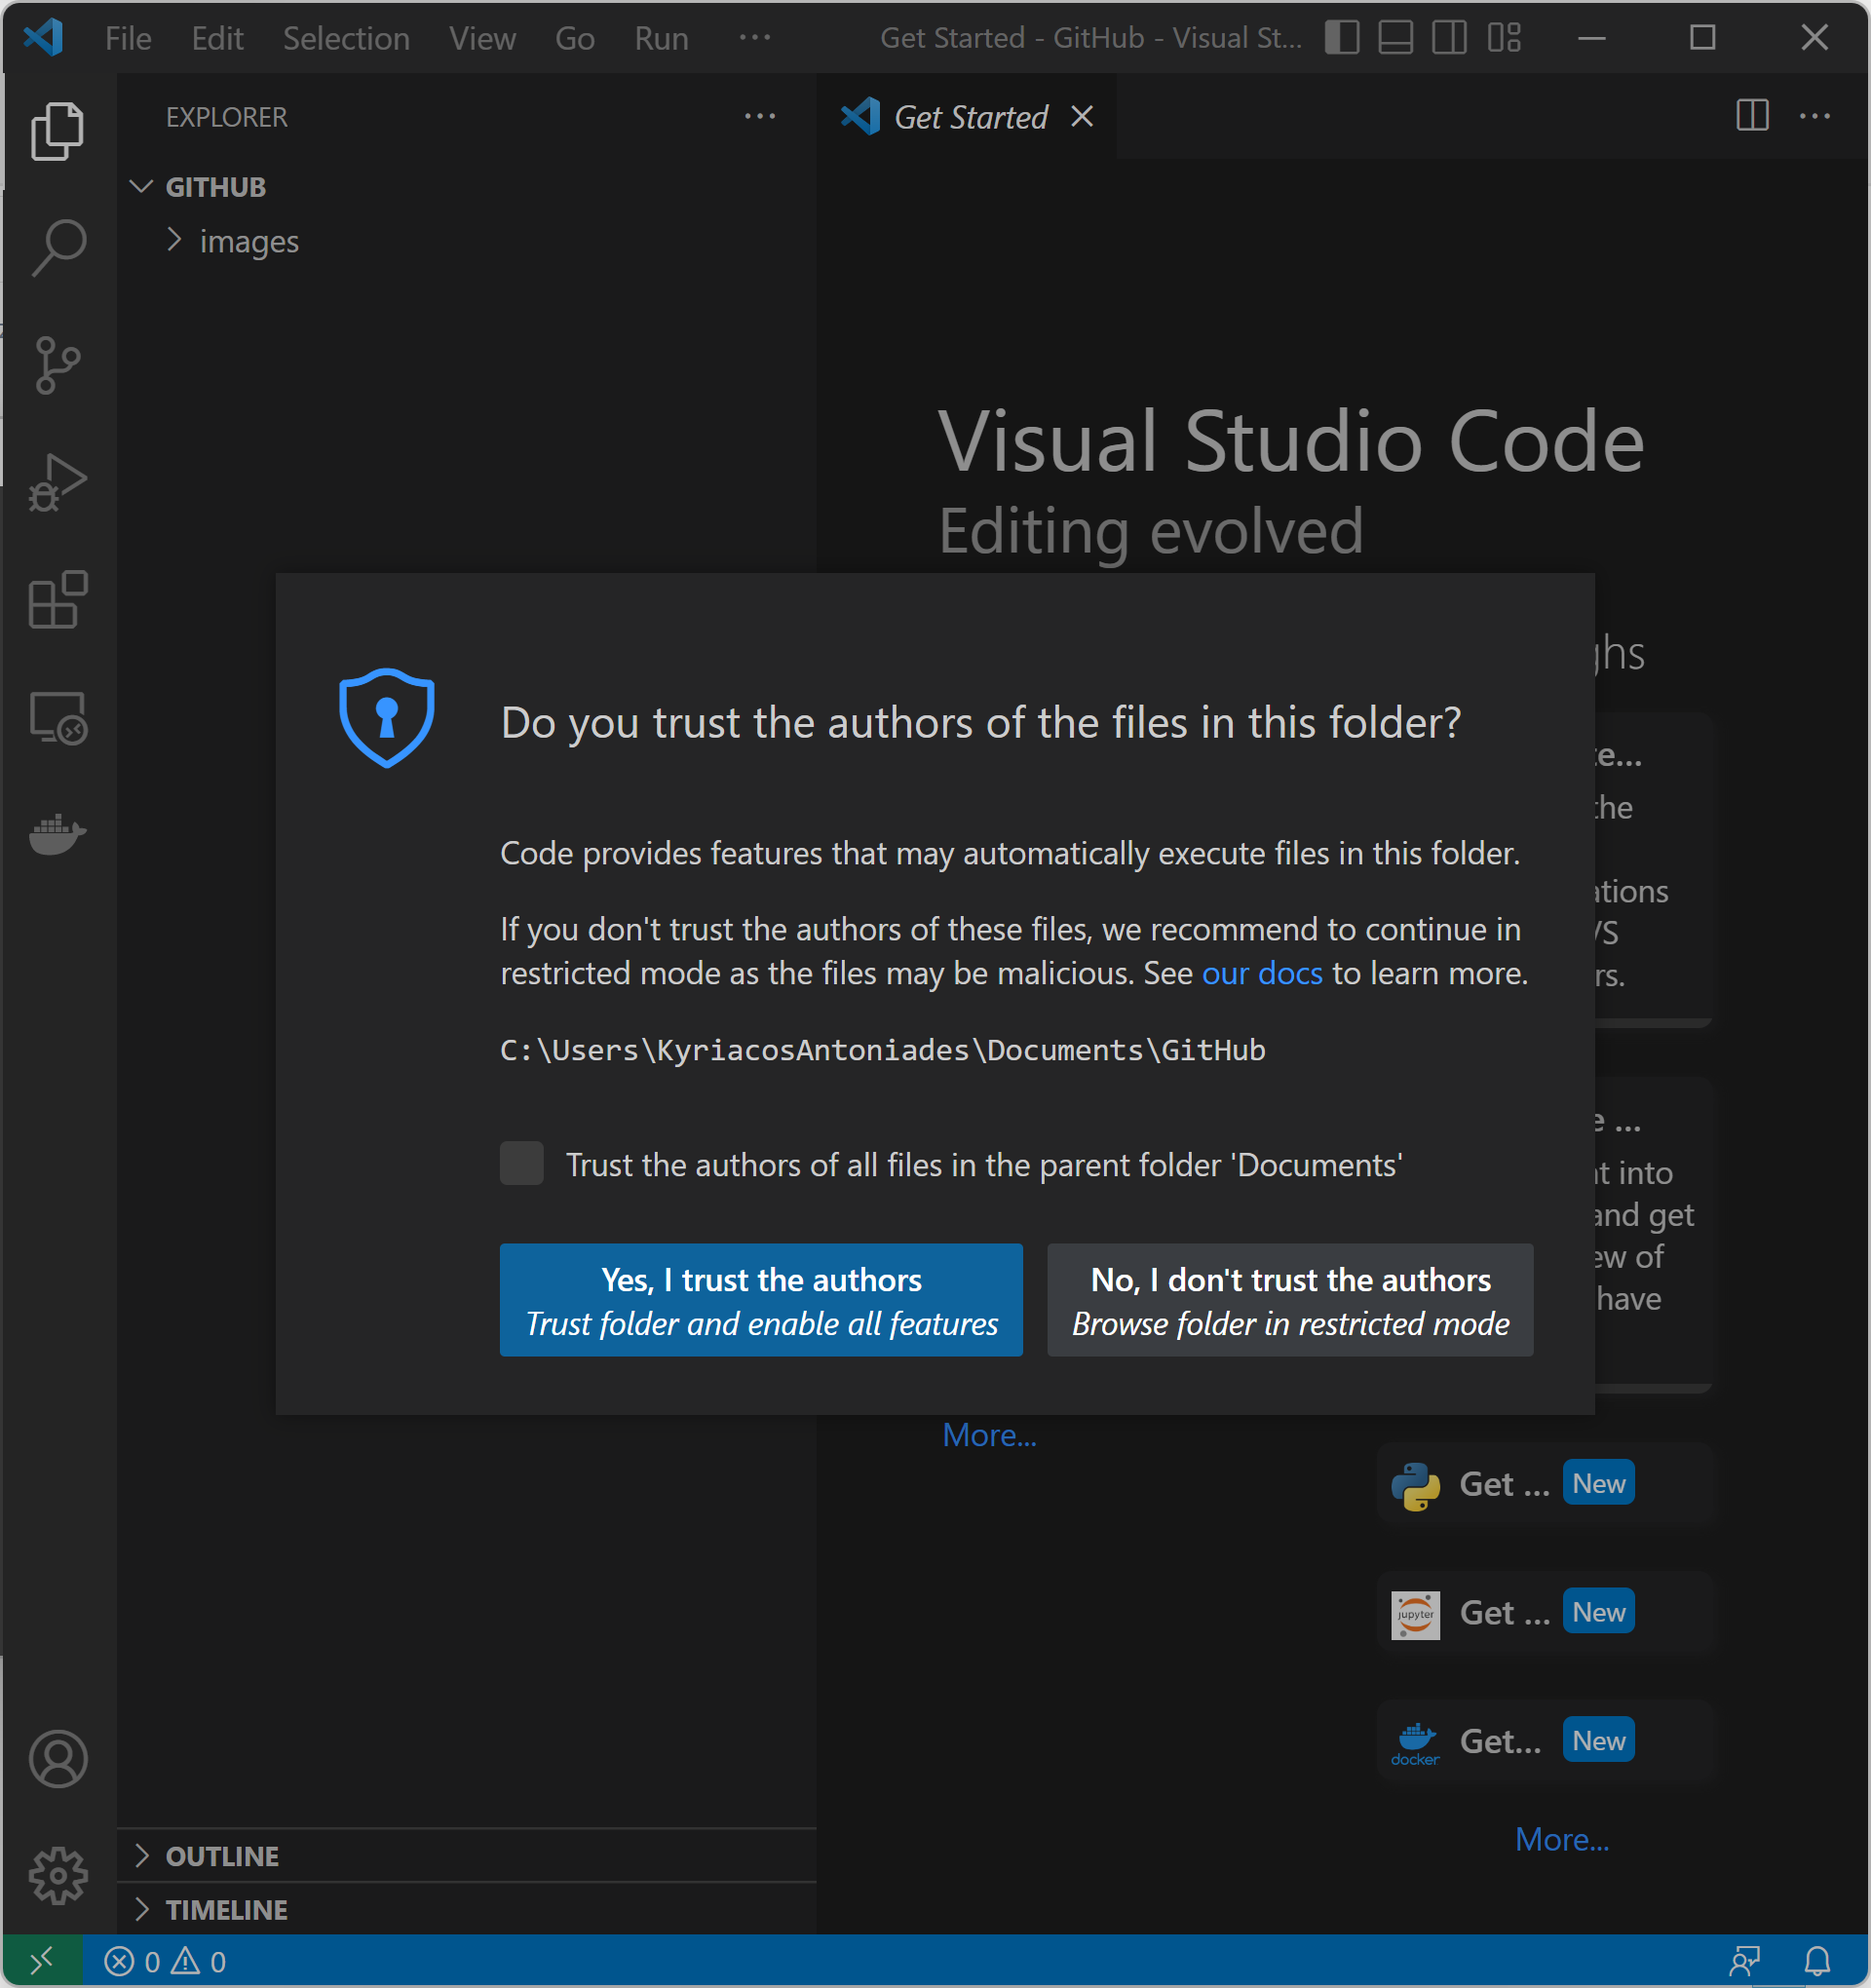 File Edit Selection View Go Run ... Get Started - GitHub - Visual St...
EXPLORER
GITHUB
images
Get Started
Visual Studio Code
Editing evolved
Do you trust the authors of the files in this folder?
Code provides features that may automatically execute files in this folder.
If you don't trust the authors of these files, we recommend to continue in
restricted mode as the files may be malicious. See our docs to learn more.
C:\Users\KyriacosAntoniades\Documents\GitHub
Trust the authors of all files in the parent folder 'Documents'
Yes, I trust the authors
Trust folder and enable all features
No, I don't trust the authors
Browse folder in restricted mode
the
rs.
e ...
into
and get
have
More...
Get ... New
jupyter
Get ... New
docker
Get... New
More...
OUTLINE
TIMELINE
0 0